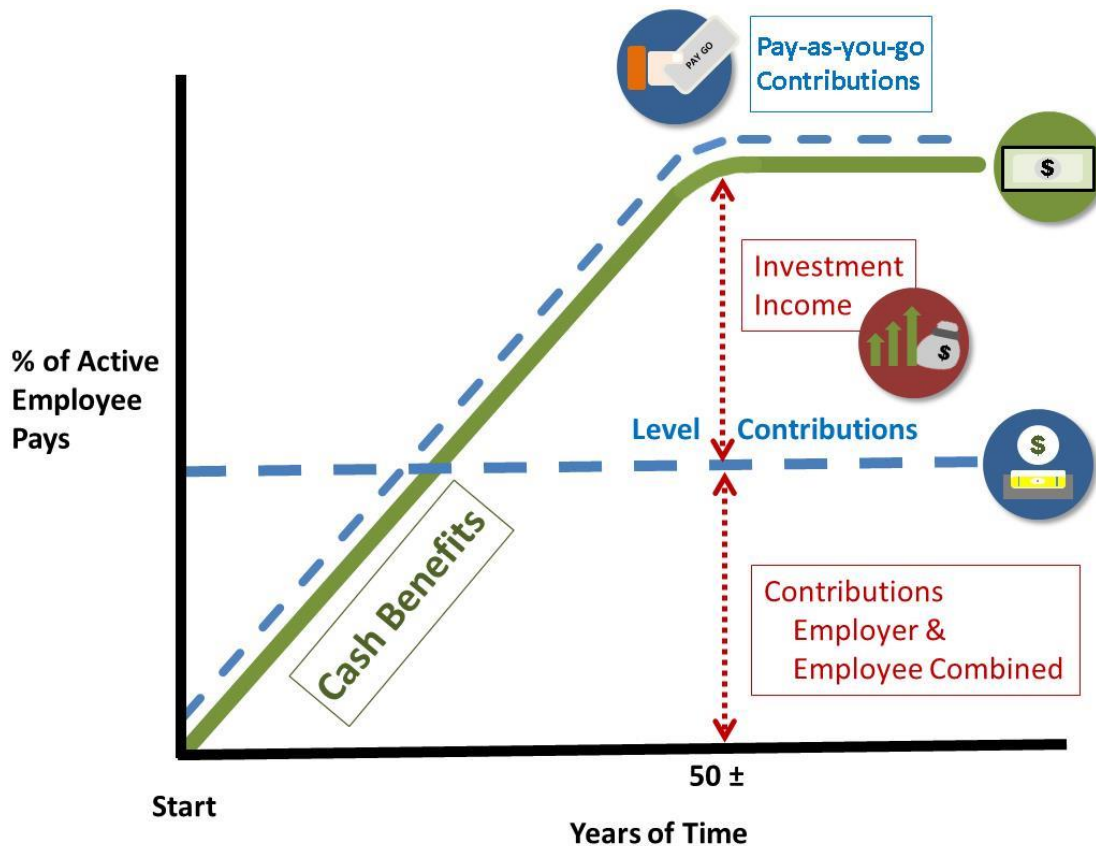 PAY GO
Pay-as-you-go
Contributions
$
Investment
Income
$
% of Active
Employee
Pays
Level Contributions
$
Cash Benefits
Contributions
Employer &
Employee Combined
50 ±
Start
Years of Time